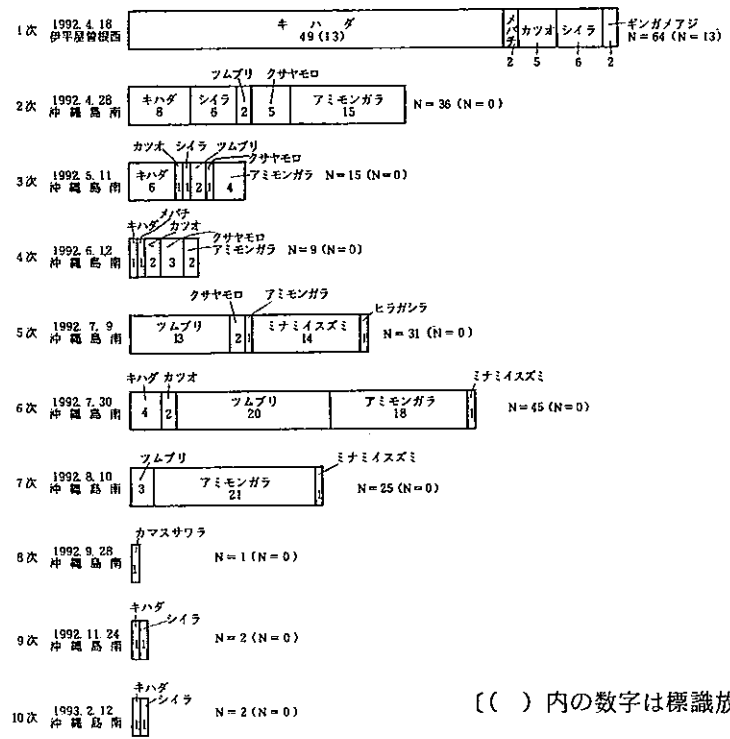 1次 1992.4.18 伊平屋曽根西
キハダ 49(13)
メバチ 2
カツオ 5
シイラ 6
ギンガメアジ 2
N=64(N=13)
2次 1992.4.28 沖縄島南
キハダ 8
シイラ 6
ツムブリ 2
クサヤモロ 5
アミモンガラ 15
N=36(N=0)
3次 1992.5.11 沖縄島南
キハダ 6
カツオ 1
シイラ 1
ツムブリ 2
クサヤモロ 1
アミモンガラ 4
N=15(N=0)
4次 1992.6.12 沖縄島南
キハダ 1
メバチ 1
カツオ 2
クサヤモロ 3
アミモンガラ 2
N=9(N=0)
5次 1992.7.9 沖縄島南
ツムブリ 13
クサヤモロ 2
アミモンガラ 1
ミナミイスズミ 14
ヒラガシラ 1
N=31(N=0)
6次 1992.7.30 沖縄島南
キハダ 4
カツオ 2
ツムブリ 20
アミモンガラ 18
ミナミイスズミ 1
N=45(N=0)
7次 1992.8.10 沖縄島南
ツムブリ 3
アミモンガラ 21
ミナミイスズミ 1
N=25(N=0)
8次 1992.9.28 沖縄島南
カマスサワラ 1
N=1(N=0)
9次 1992.11.24 沖縄島南
キハダ 1
シイラ 1
N=2(N=0)
10次 1993.2.12 沖縄島南
キハダ 1
シイラ 1
N=2(N=0)
〔( )内の数字は標識放